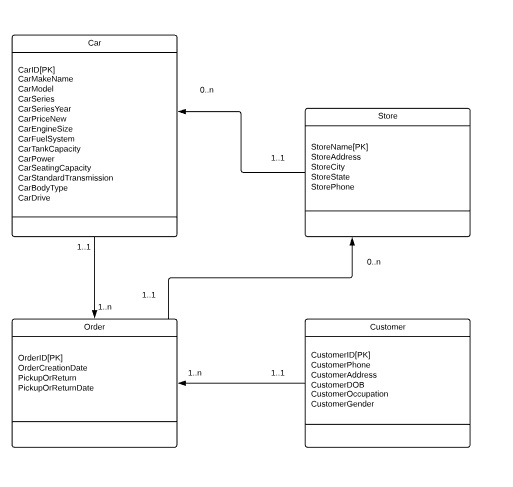 Car
CarID[PK]
CarMakeName
CarModel
CarSeries
CarSeriesYear
CarPriceNew
CarEngineSize
CarFuelSystem
CarTankCapacity
CarPower
CarSeatingCapacity
CarStandardTransmission
CarBodyType
CarDrive
0..n
1..1
Store
StoreName[PK]
StoreAddress
StoreCity
StoreState
StorePhone
1..1
1..n
1..1
0..n
Order
OrderID[PK]
OrderCreationDate
PickupOrReturn
PickupOrReturnDate
1..n
1..1
Customer
CustomerID[PK]
CustomerPhone
CustomerAddress
CustomerDOB
CustomerOccupation
CustomerGender